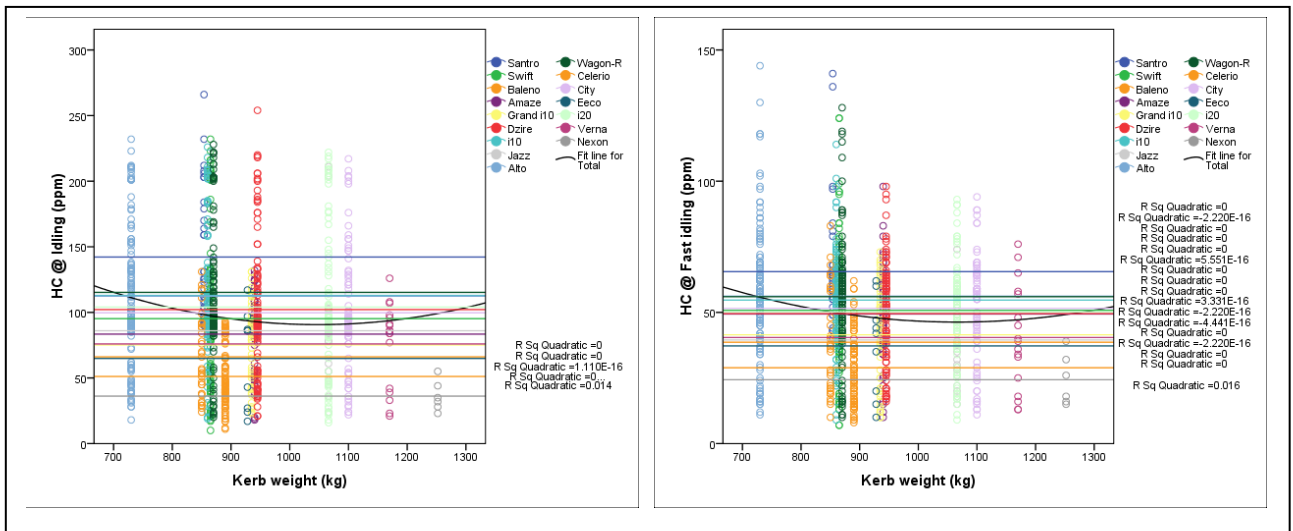 300
250
200
150
100
50
0
HC @ Idling (ppm)
700 800 900 1000 1100 1200 1300
Kerb weight (kg)
Santro Wagon-R
Swift Celerio
Baleno City
Amaze Eeco
Grand i10 i20
Dzire Verna
i10 Nexon
Jazz Fit line for
Alto Total
R Sq Quadratic =0
R Sq Quadratic =0
R Sq Quadratic =1.110E-16
R Sq Quadratic =0
R Sq Quadratic =0.014
150
100
50
0
HC @ Fast idling (ppm)
700 800 900 1000 1100 1200 1300
Kerb weight (kg)
Santro Wagon-R
Swift Celerio
Baleno City
Amaze Eeco
Grand i10 i20
Dzire Verna
i10 Nexon
Jazz Fit line for
Alto Total
R Sq Quadratic =0
R Sq Quadratic =-2.220E-16
R Sq Quadratic =0
R Sq Quadratic =0
R Sq Quadratic =0
R Sq Quadratic =5.551E-16
R Sq Quadratic =0
R Sq Quadratic =0
R Sq Quadratic =3.331E-16
R Sq Quadratic =-2.220E-16
R Sq Quadratic =-4.441E-16
R Sq Quadratic =0
R Sq Quadratic =-2.220E-16
R Sq Quadratic =0
R Sq Quadratic =0
R Sq Quadratic =0.016